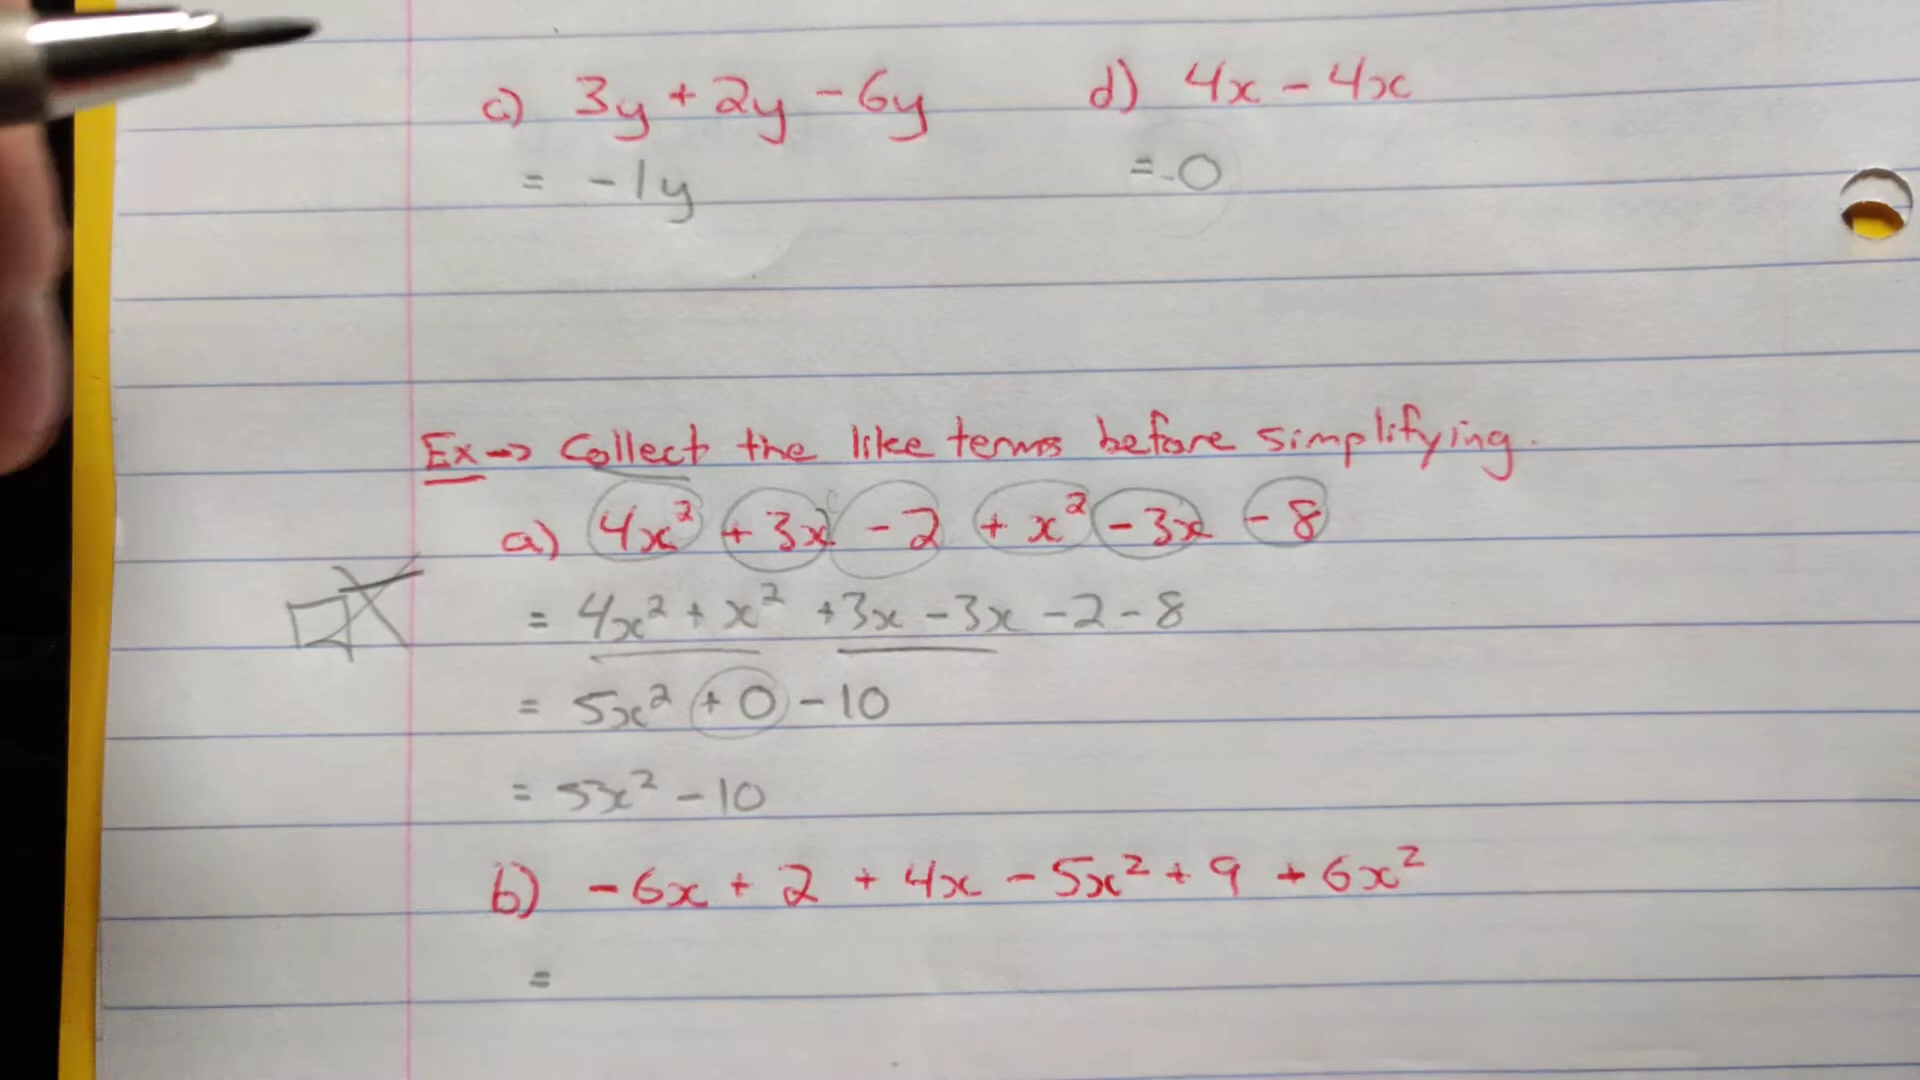 c) 3y + 2y - 6y d) 4x - 4x
= -1y = 0
Ex → Collect the like terms before simplifying.
a) 4x² + 3x - 2 + x² - 3x - 8
= 4x² + x² + 3x - 3x - 2 - 8
= 5x² + 0 - 10
= 5x² - 10
b) - 6x + 2 + 4x - 5x² + 9 + 6x²
=